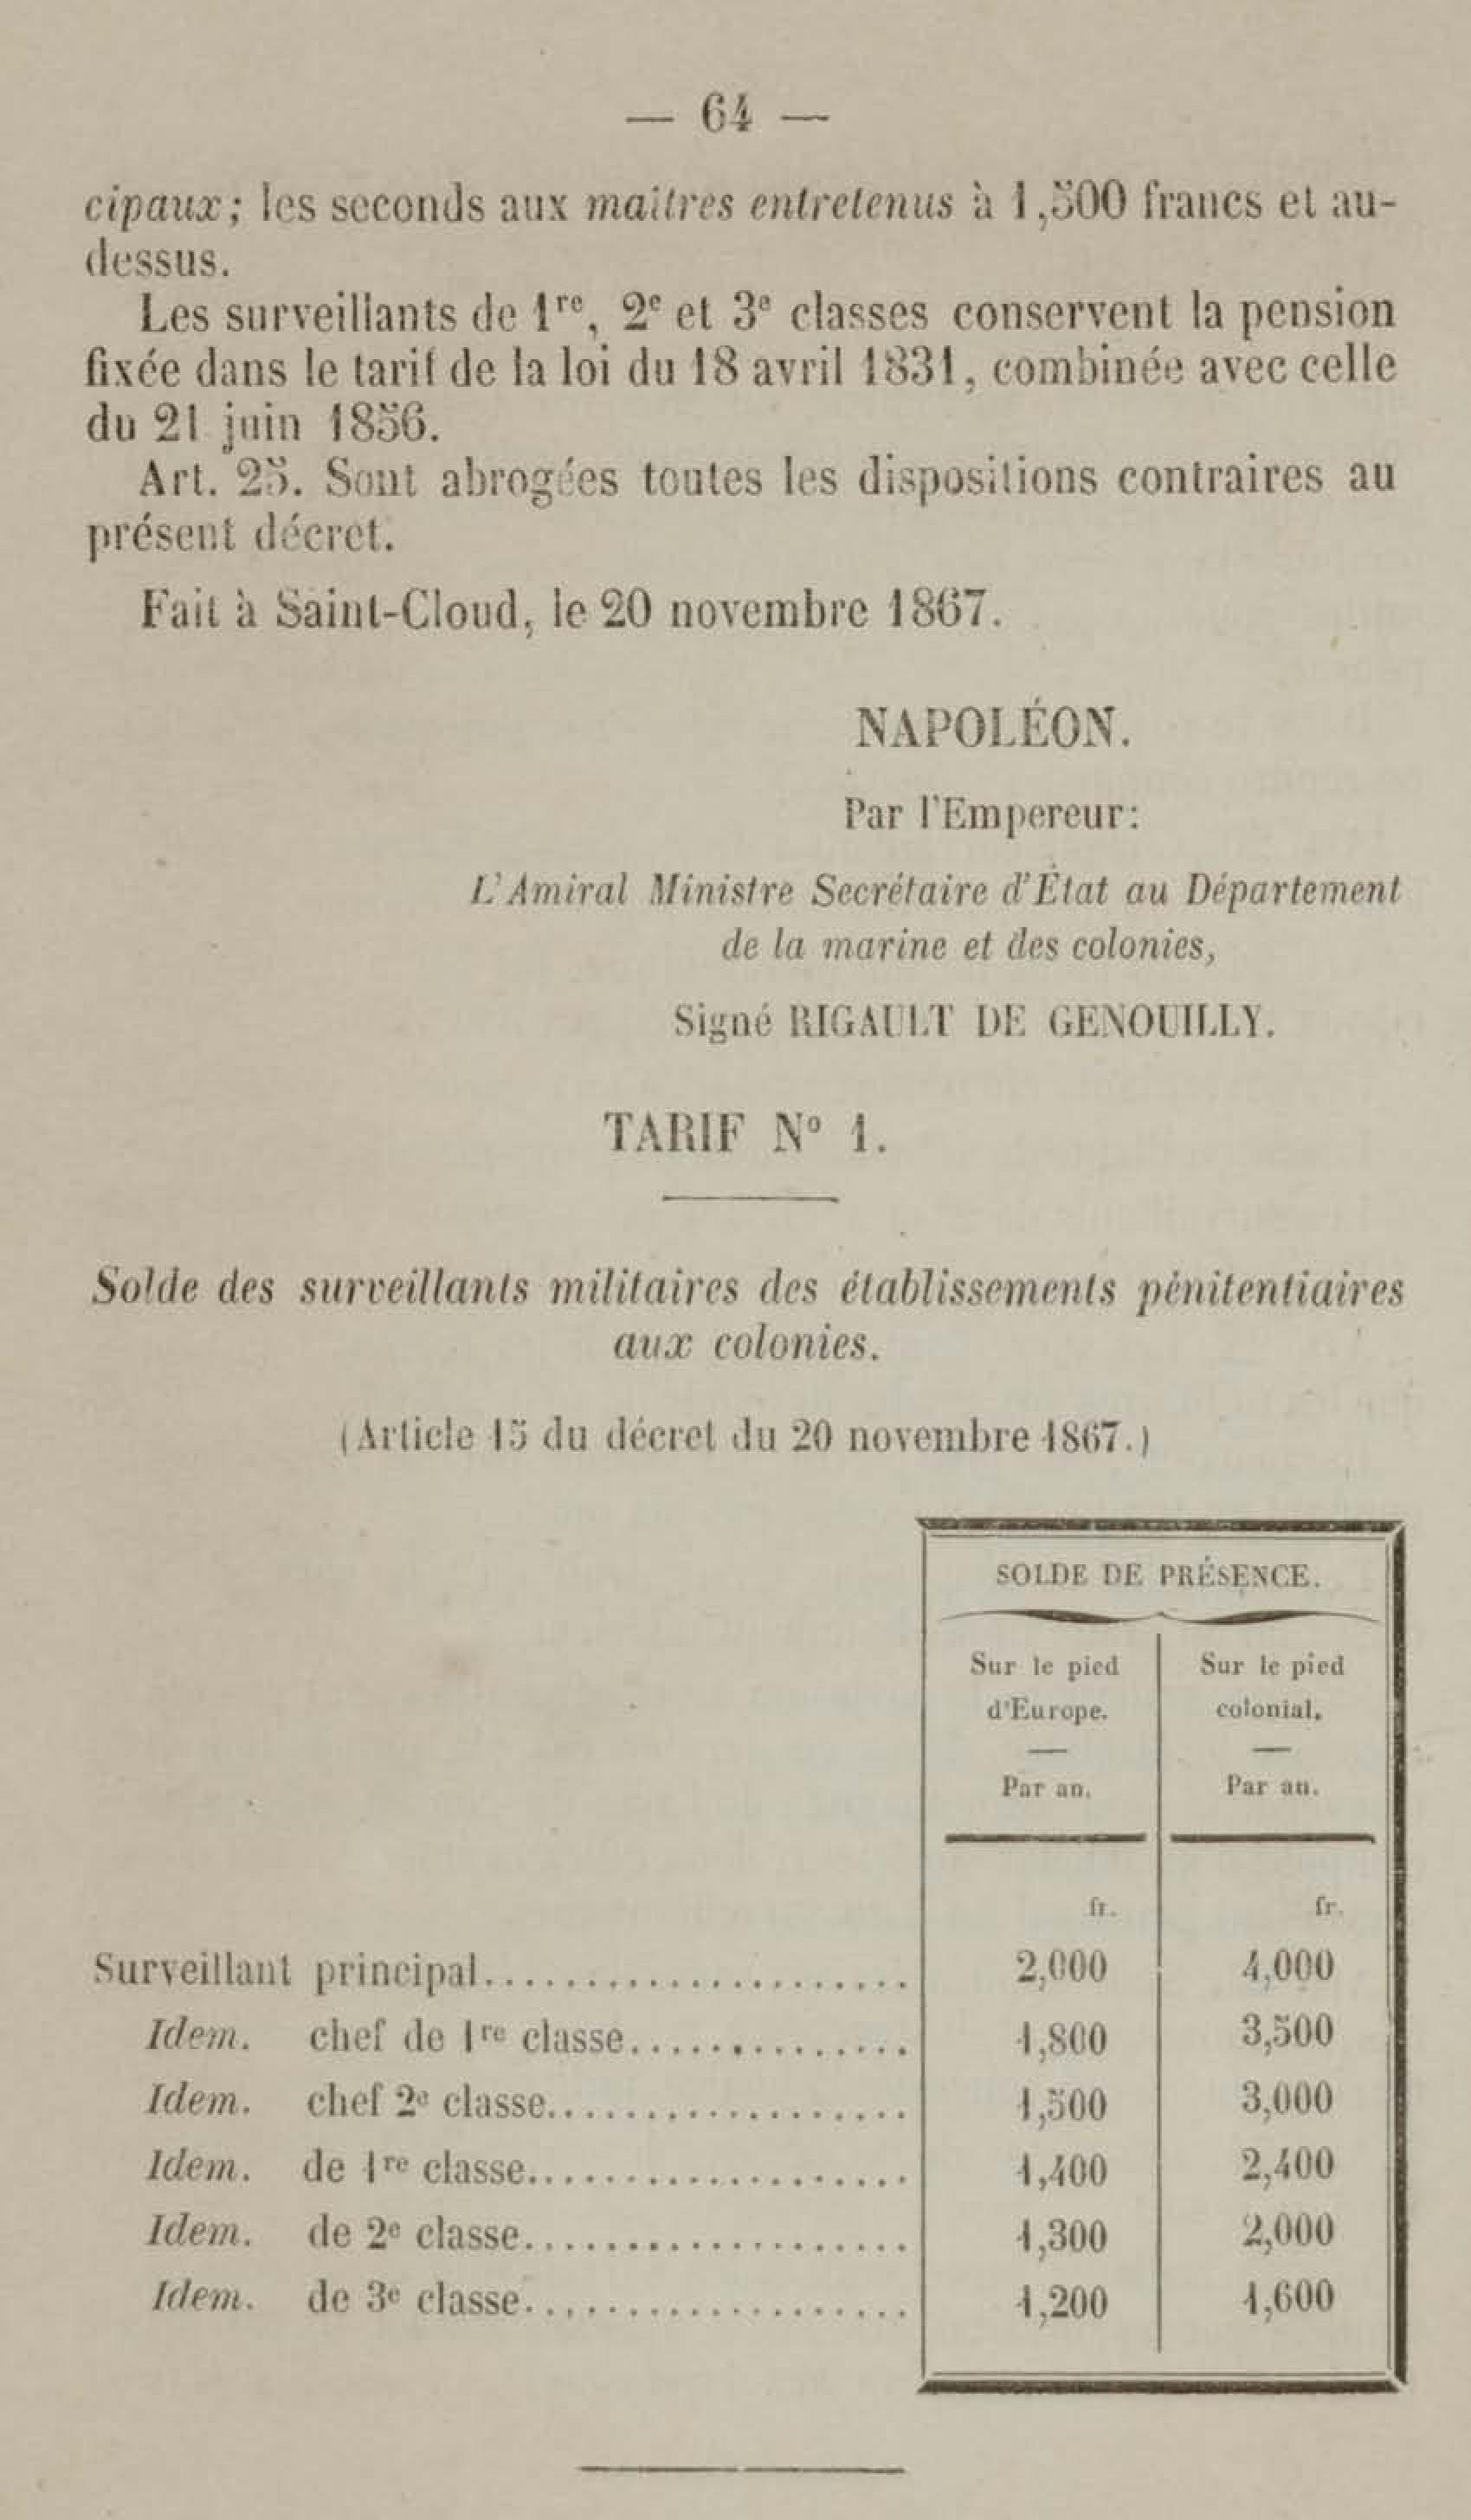 — 64 —
cipaux; les seconds aux maîtres entretenus à 1,500 francs et au-
dessus.
Les surveillants de 1re, 2e et 3e classes conservent la pension
fixée dans le tarif de la loi du 18 avril 1831, combinée avec celle
du 21 juin 1856.
Art. 25. Sont abrogées toutes les dispositions contraires au
présent décret.
Fait à Saint-Cloud, le 20 novembre 1867.
NAPOLÉON.
Par l'Empereur:
L'Amiral Ministre Secrétaire d'État au Département
de la marine et des colonies,
Signé RIGAULT DE GENOUILLY.
TARIF No 1.
Solde des surveillants militaires des établissements pénitentiaires
aux colonies.
(Article 15 du décret du 20 novembre 1867.)
SOLDE DE PRÉSENCE.
Sur le pied d'Europe. — Par an. Sur le pied colonial. — Par an.
fr. fr.
Surveillant principal...................... 2,000 4,000
Idem. chef de 1re classe............... 1,800 3,500
Idem. chef 2e classe................... 1,500 3,000
Idem. de 1re classe.................... 1,400 2,400
Idem. de 2e classe..................... 1,300 2,000
Idem. de 3e classe..................... 1,200 1,600